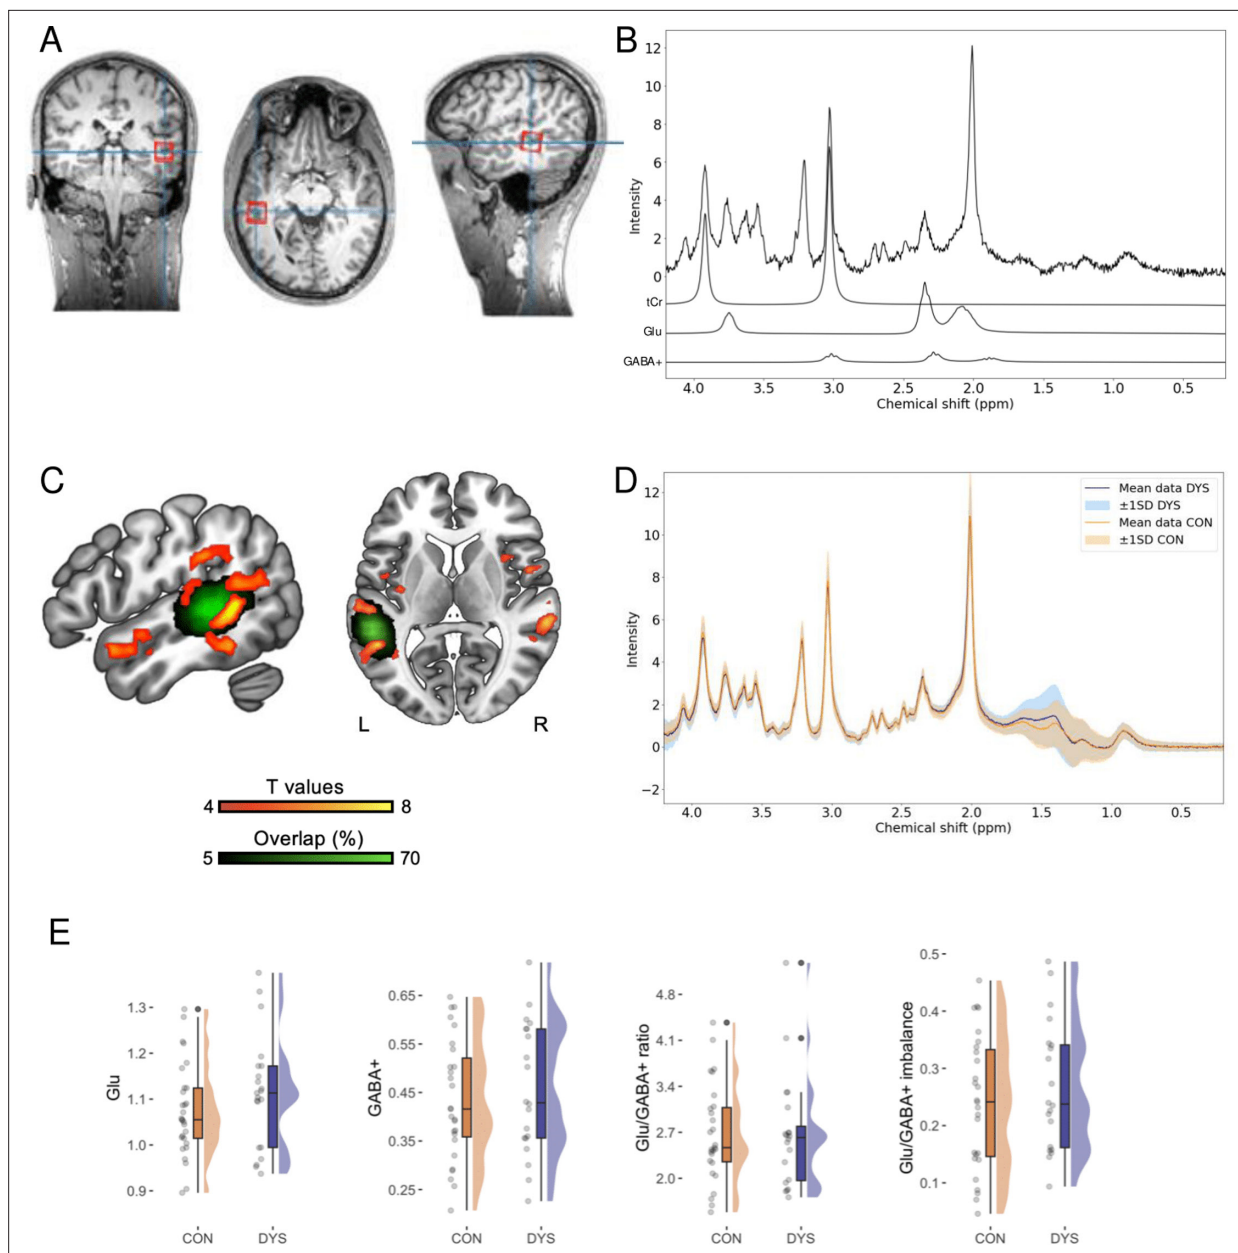 A
B
12
10
8
6
4
2
0
Intensity
tCr
Glu
GABA+
4.0 3.5 3.0 2.5 2.0 1.5 1.0 0.5
Chemical shift (ppm)
C
L R
T values
4 8
Overlap (%)
5 70
D
12
10
8
6
4
2
0
−2
Intensity
Mean data DYS
±1SD DYS
Mean data CON
±1SD CON
4.0 3.5 3.0 2.5 2.0 1.5 1.0 0.5
Chemical shift (ppm)
E
Glu
1.3
1.2
1.1
1.0
0.9
CON DYS
GABA+
0.65
0.55
0.45
0.35
0.25
CON DYS
Glu/GABA+ ratio
4.8
4.1
3.4
2.7
2.0
CON DYS
Glu/GABA+ imbalance
0.5
0.4
0.3
0.2
0.1
CON DYS